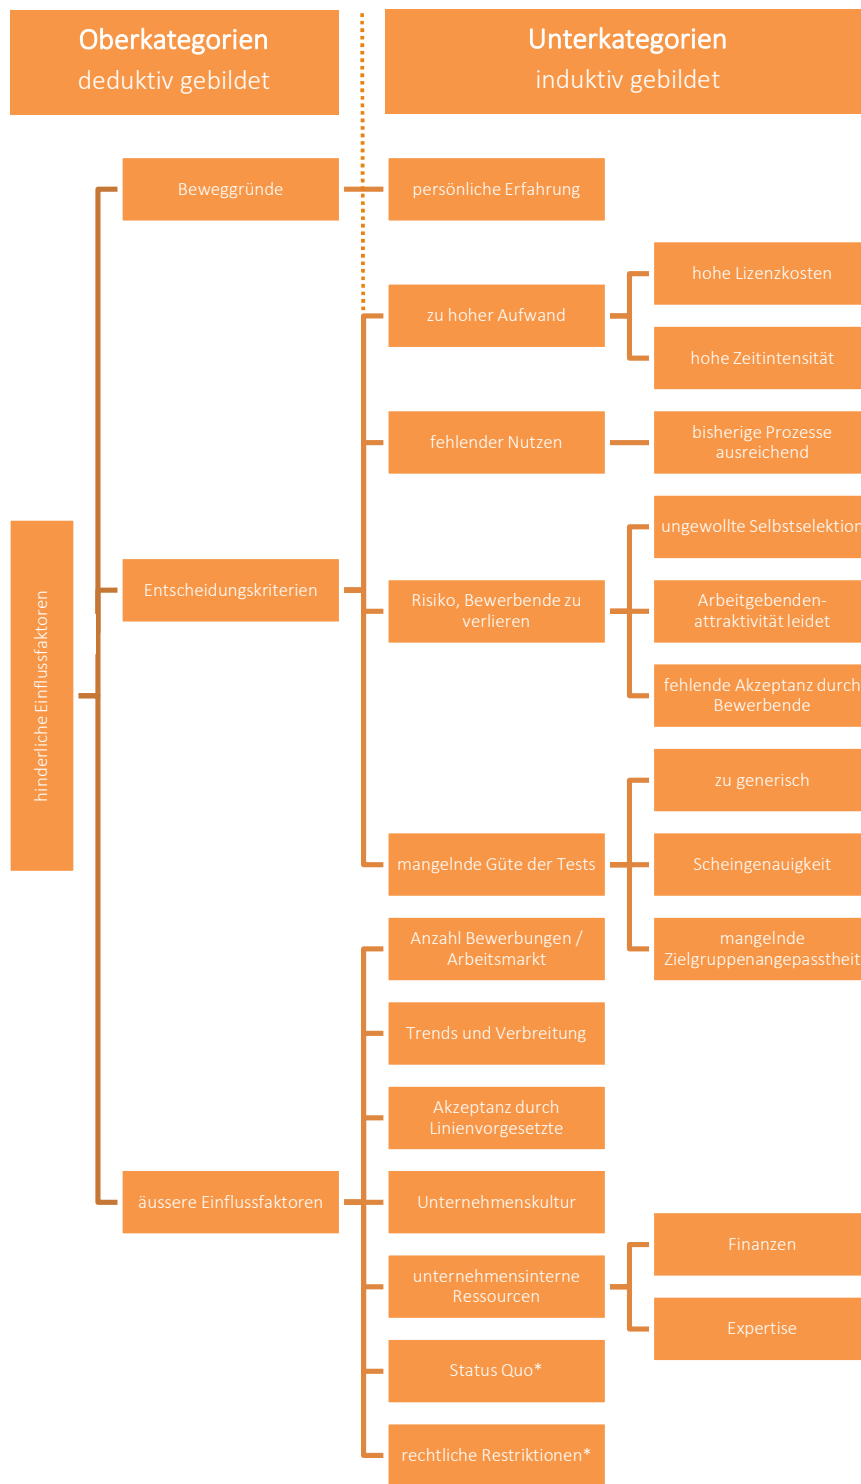 Oberkategorien
deduktiv gebildet
Unterkategorien
induktiv gebildet
hinderliche Einflussfaktoren
Beweggründe
persönliche Erfahrung
Entscheidungskriterien
zu hoher Aufwand
hohe Lizenzkosten
hohe Zeitintensität
fehlender Nutzen
bisherige Prozesse
ausreichend
Risiko, Bewerbende zu
verlieren
ungewollte Selbstselektion
Arbeitgebenden-
attraktivität leidet
fehlende Akzeptanz durch
Bewerbende
mangelnde Güte der Tests
zu generisch
Scheingenauigkeit
mangelnde
Zielgruppenangepasstheit
äussere Einflussfaktoren
Anzahl Bewerbungen /
Arbeitsmarkt
Trends und Verbreitung
Akzeptanz durch
Linienvorgesetzte
Unternehmenskultur
unternehmensinterne
Ressourcen
Finanzen
Expertise
Status Quo*
rechtliche Restriktionen*